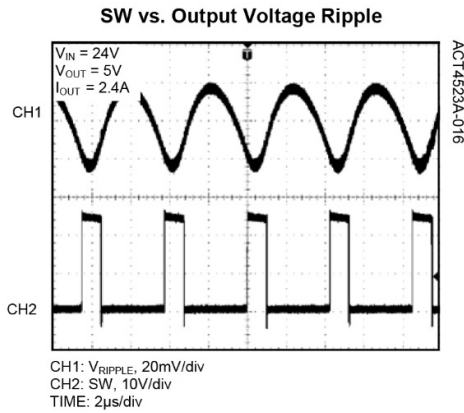 SW vs. Output Voltage Ripple
VIN = 24V
VOUT = 5V
IOUT = 2.4A
T
CH1
CH2
ACT4523A-016
CH1: VRIPPLE, 20mV/div
CH2: SW, 10V/div
TIME: 2µs/div